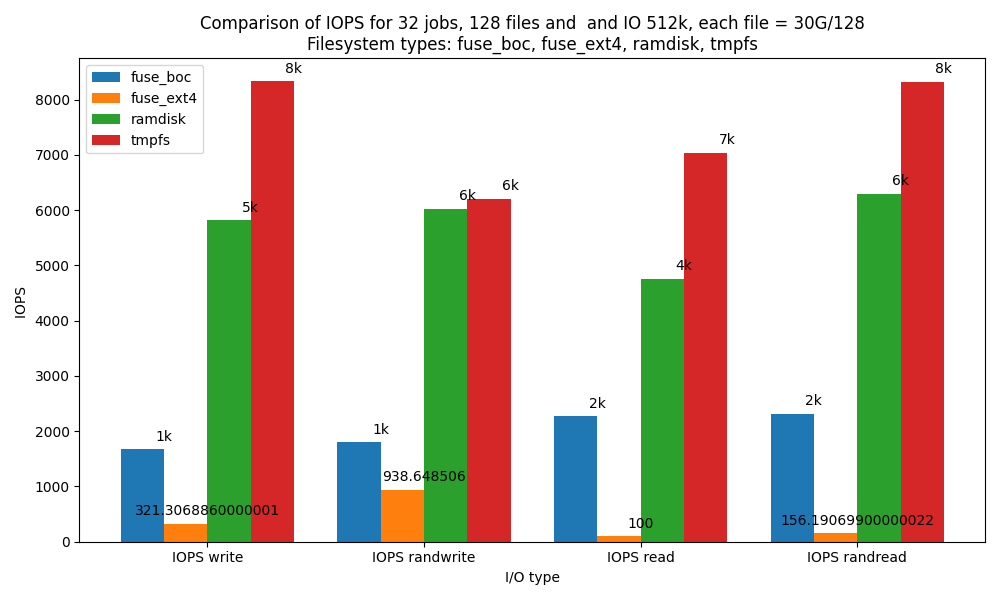 Comparison of IOPS for 32 jobs, 128 files and  and IO 512k, each file = 30G/128
Filesystem types: fuse_boc, fuse_ext4, ramdisk, tmpfs
fuse_boc
fuse_ext4
ramdisk
tmpfs
IOPS
8000
7000
6000
5000
4000
3000
2000
1000
0
1k
321.3068860000001
5k
8k
1k
938.648506
6k
6k
2k
100
4k
7k
2k
156.19069900000022
6k
8k
IOPS write
IOPS randwrite
IOPS read
IOPS randread
I/O type